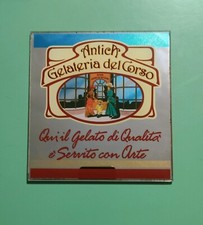 Antica
Gelateria del Corso
Qui il Gelato di Qualità
è Servito con Arte